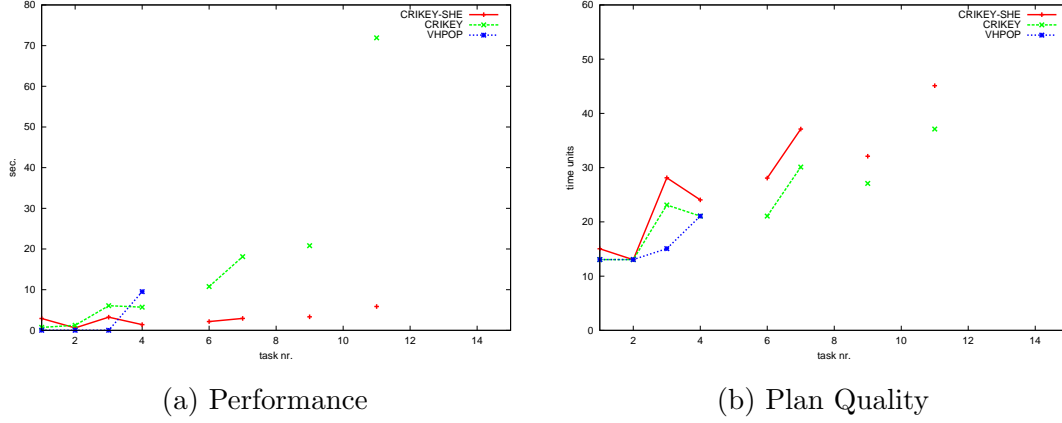 CRIKEY-SHE
CRIKEY
VHPOP
80
70
60
50
40
30
20
10
0
sec.
2
4
6
8
10
12
14
task nr.
(a) Performance
CRIKEY-SHE
CRIKEY
VHPOP
60
50
40
30
20
10
0
time units
2
4
6
8
10
12
14
task nr.
(b) Plan Quality